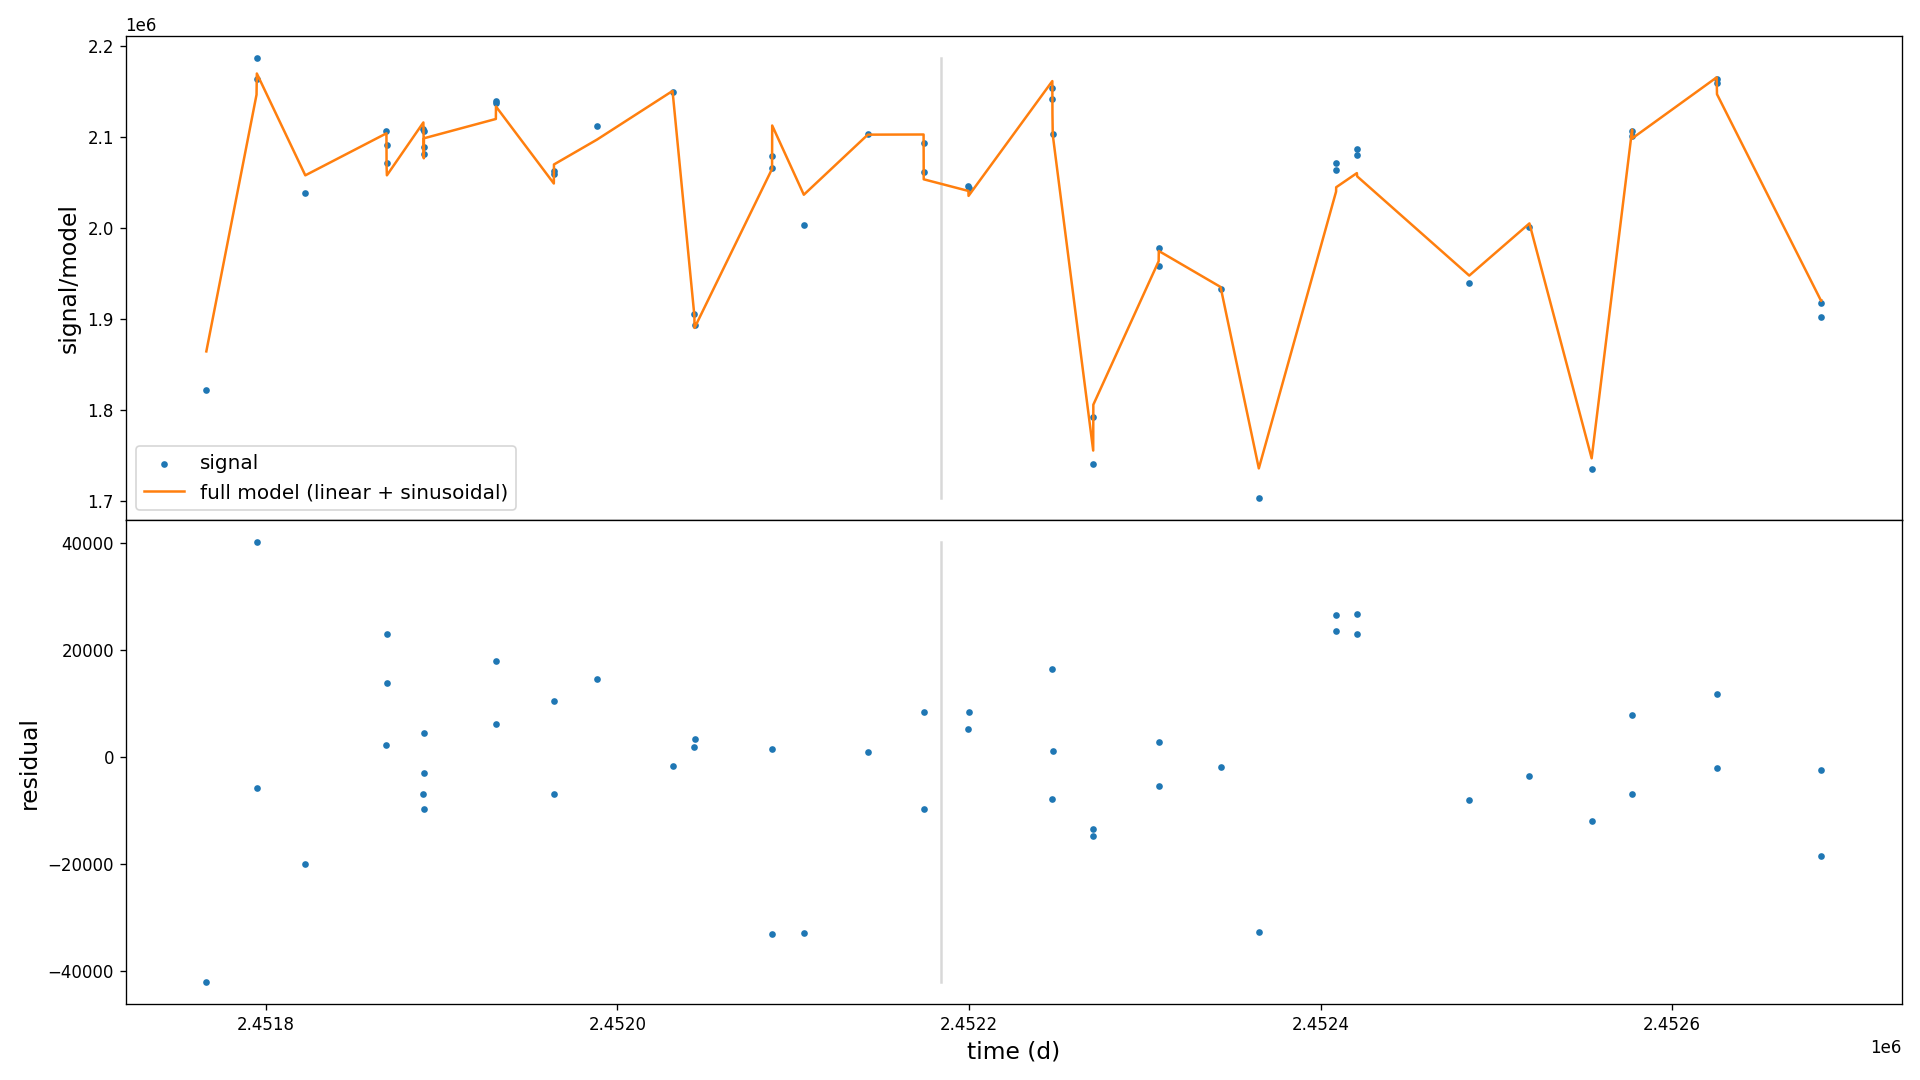 1e6
2.2
2.1
2.0
1.9
1.8
1.7
signal/model
signal
full model (linear + sinusoidal)
40000
20000
0
−20000
−40000
residual
2.4518
2.4520
2.4522
2.4524
2.4526
time (d)
1e6